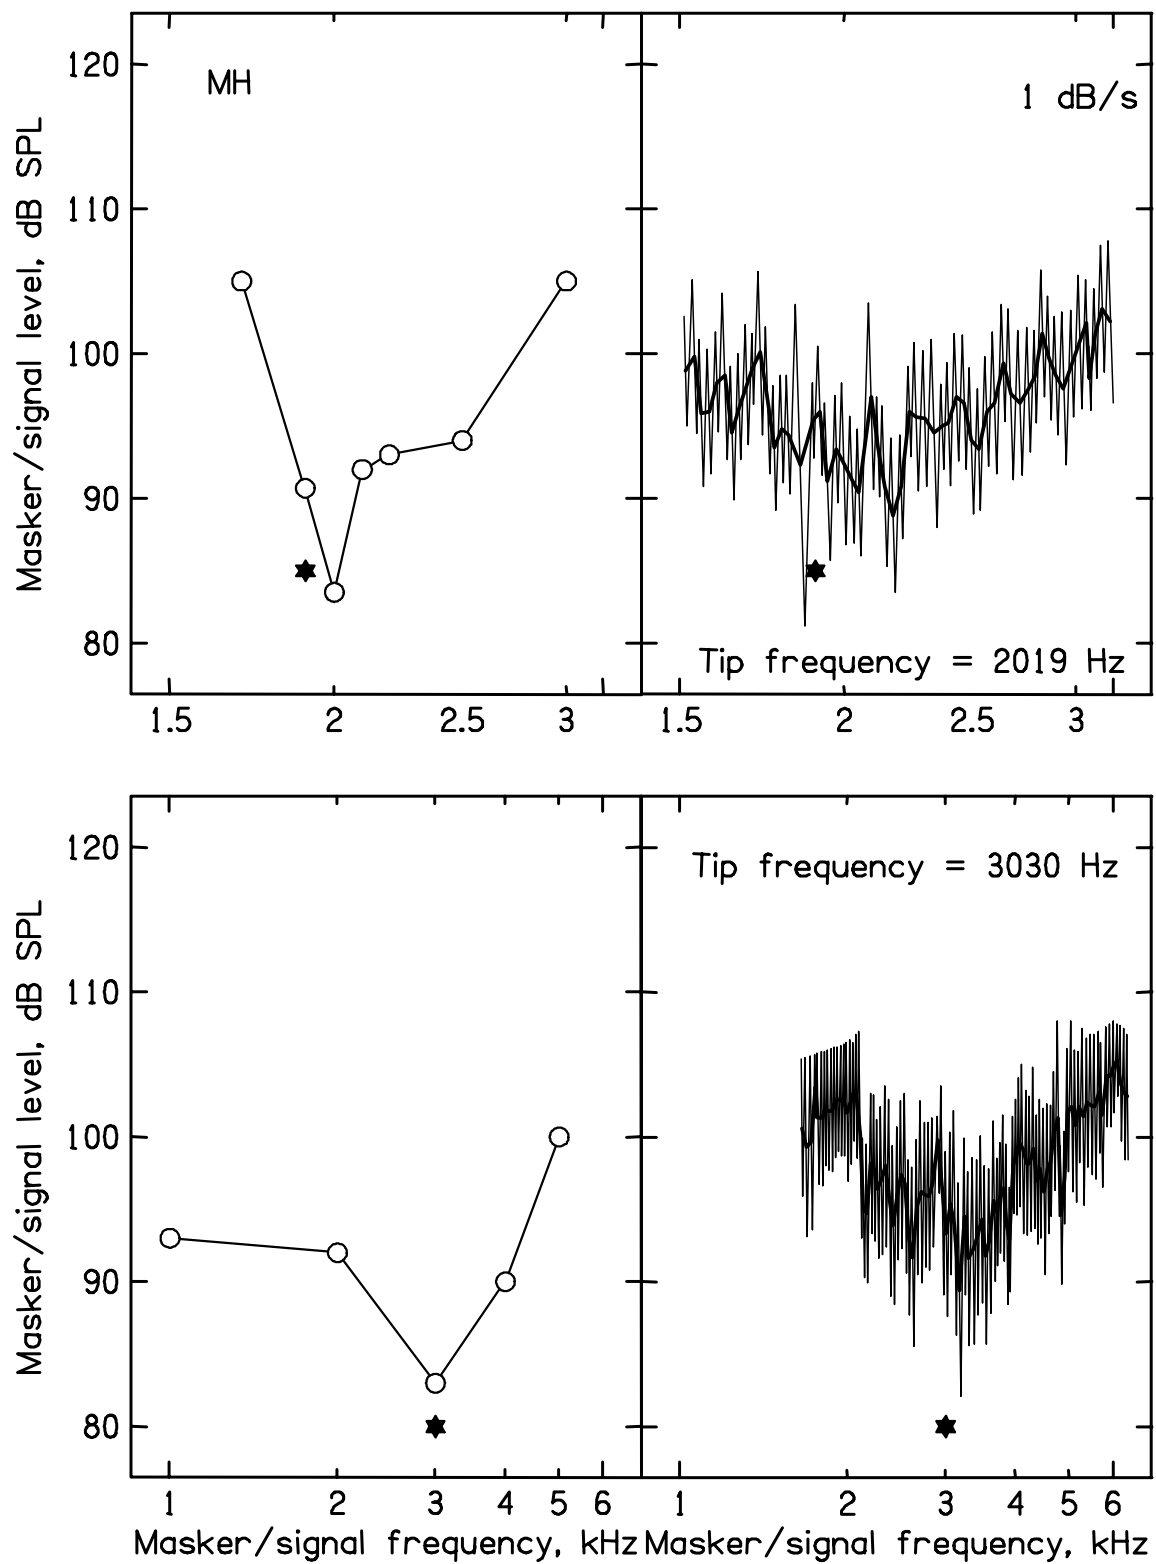 Masker/signal level, dB SPL
120
110
100
90
80
MH
1.5 2 2.5 3
1 dB/s
Tip frequency = 2019 Hz
1.5 2 2.5 3
Masker/signal level, dB SPL
120
110
100
90
80
1 2 3 4 5 6
Masker/signal frequency, kHz
Tip frequency = 3030 Hz
1 2 3 4 5 6
Masker/signal frequency, kHz